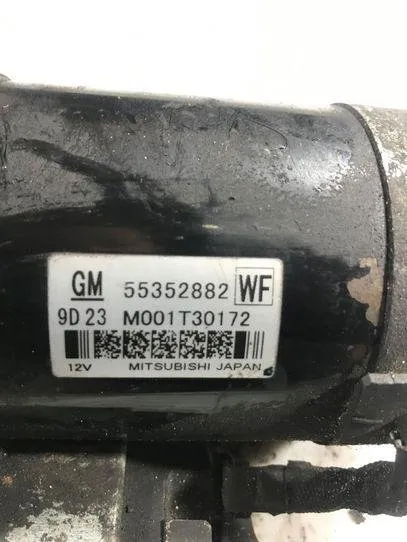 GM 55352882 WF
9D 23 M001T30172
12V MITSUBISHI JAPAN